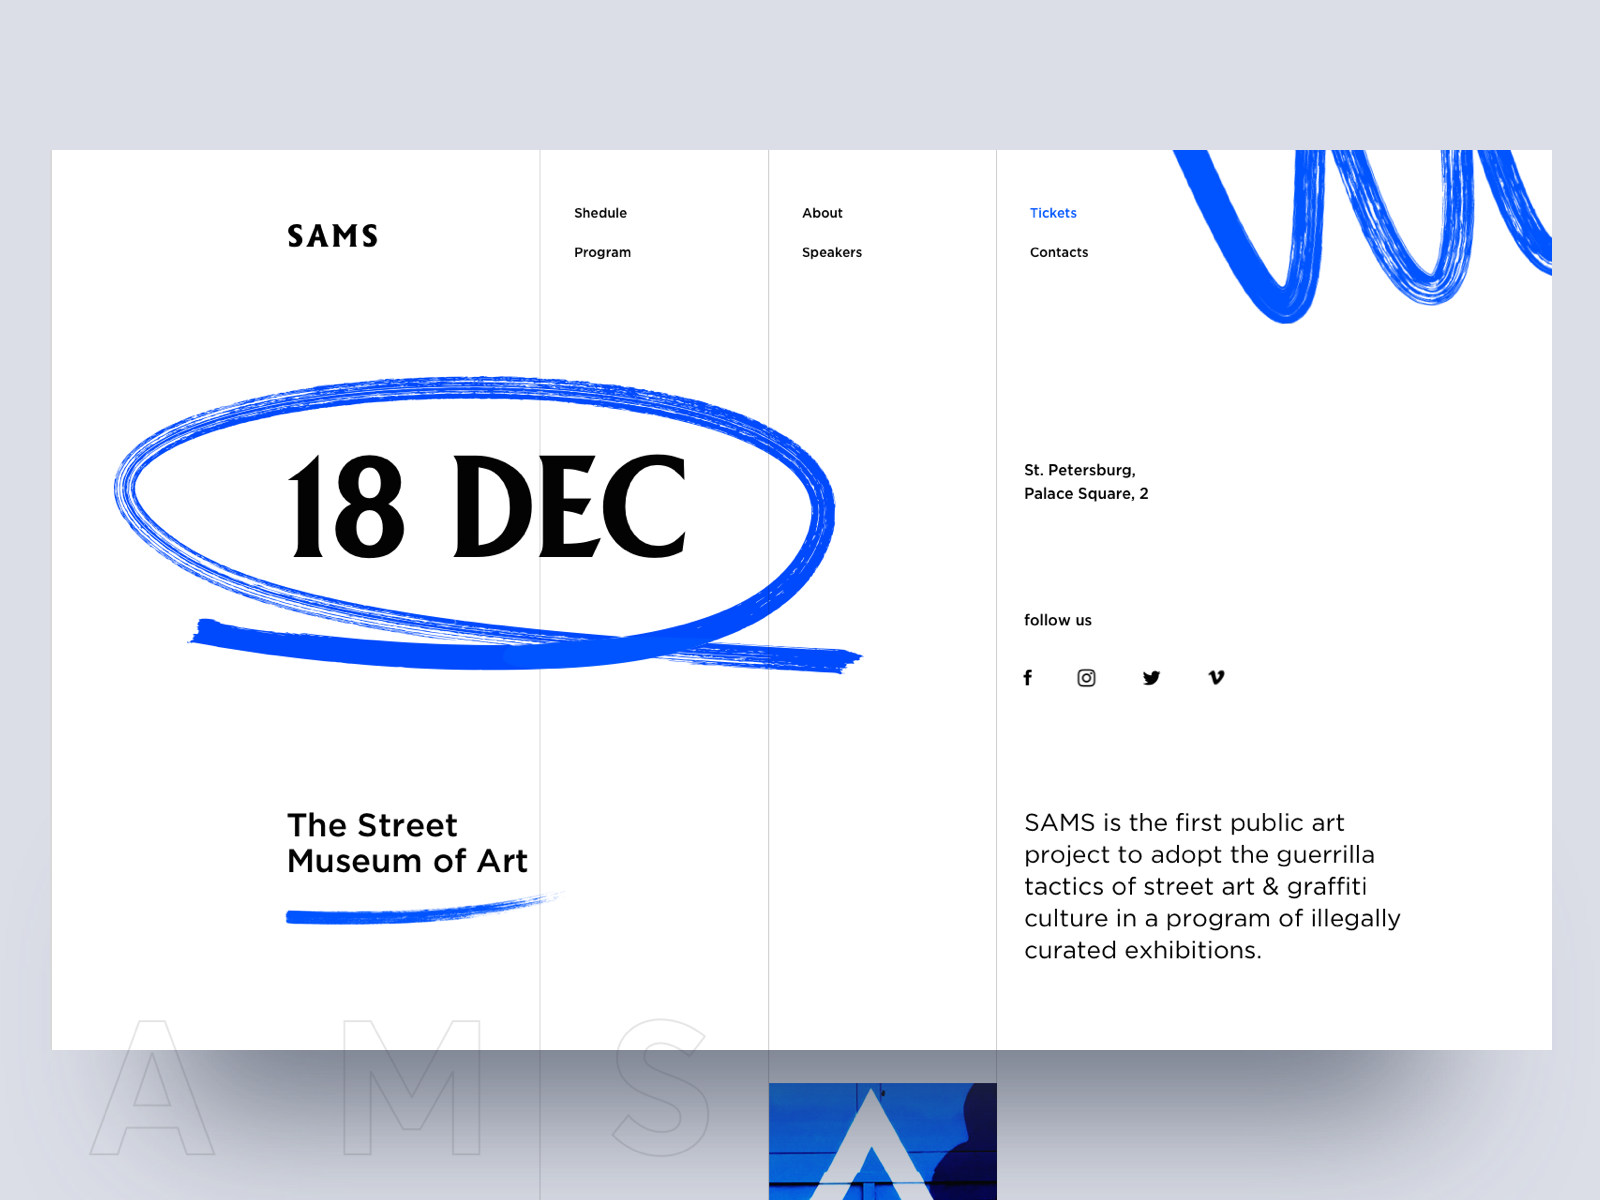 SAMS
Shedule
Program
About
Speakers
Tickets
Contacts
18 DEC
St. Petersburg,
Palace Square, 2
follow us
The Street
Museum of Art
SAMS is the first public art
project to adopt the guerrilla
tactics of street art & graffiti
culture in a program of illegally
curated exhibitions.
A M S
A